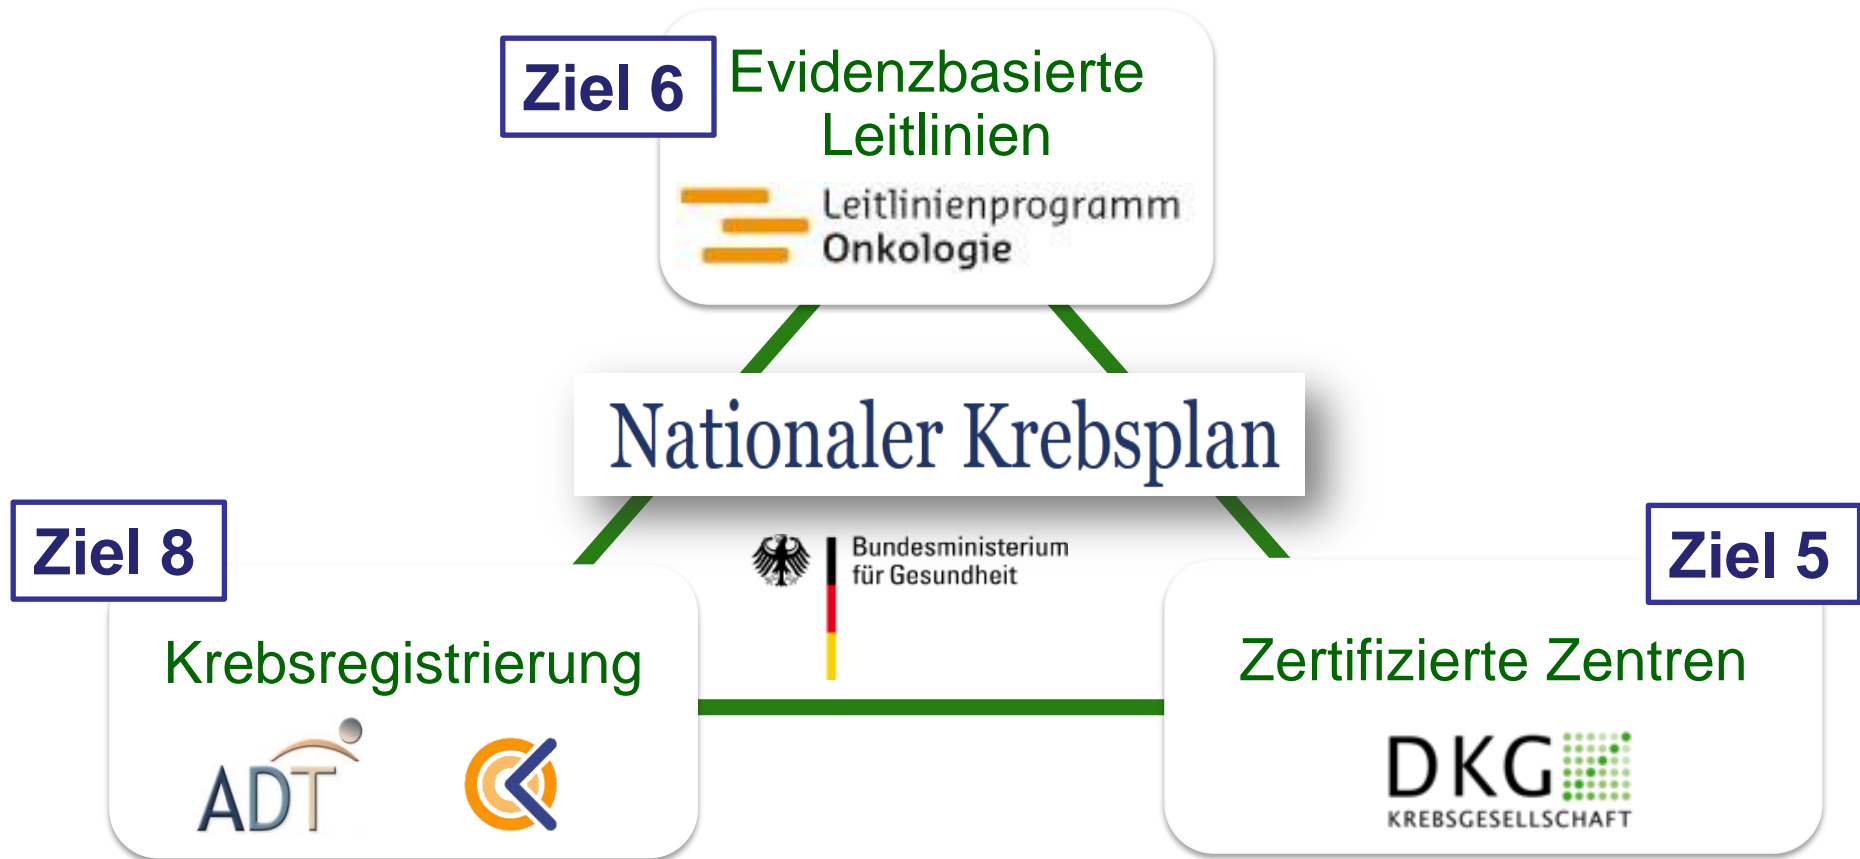 Ziel 6
Evidenzbasierte
Leitlinien
Leitlinienprogramm
Onkologie
Nationaler Krebsplan
Bundesministerium
für Gesundheit
Ziel 8
Krebsregistrierung
ADT
Ziel 5
Zertifizierte Zentren
DKG
KREBSGESELLSCHAFT